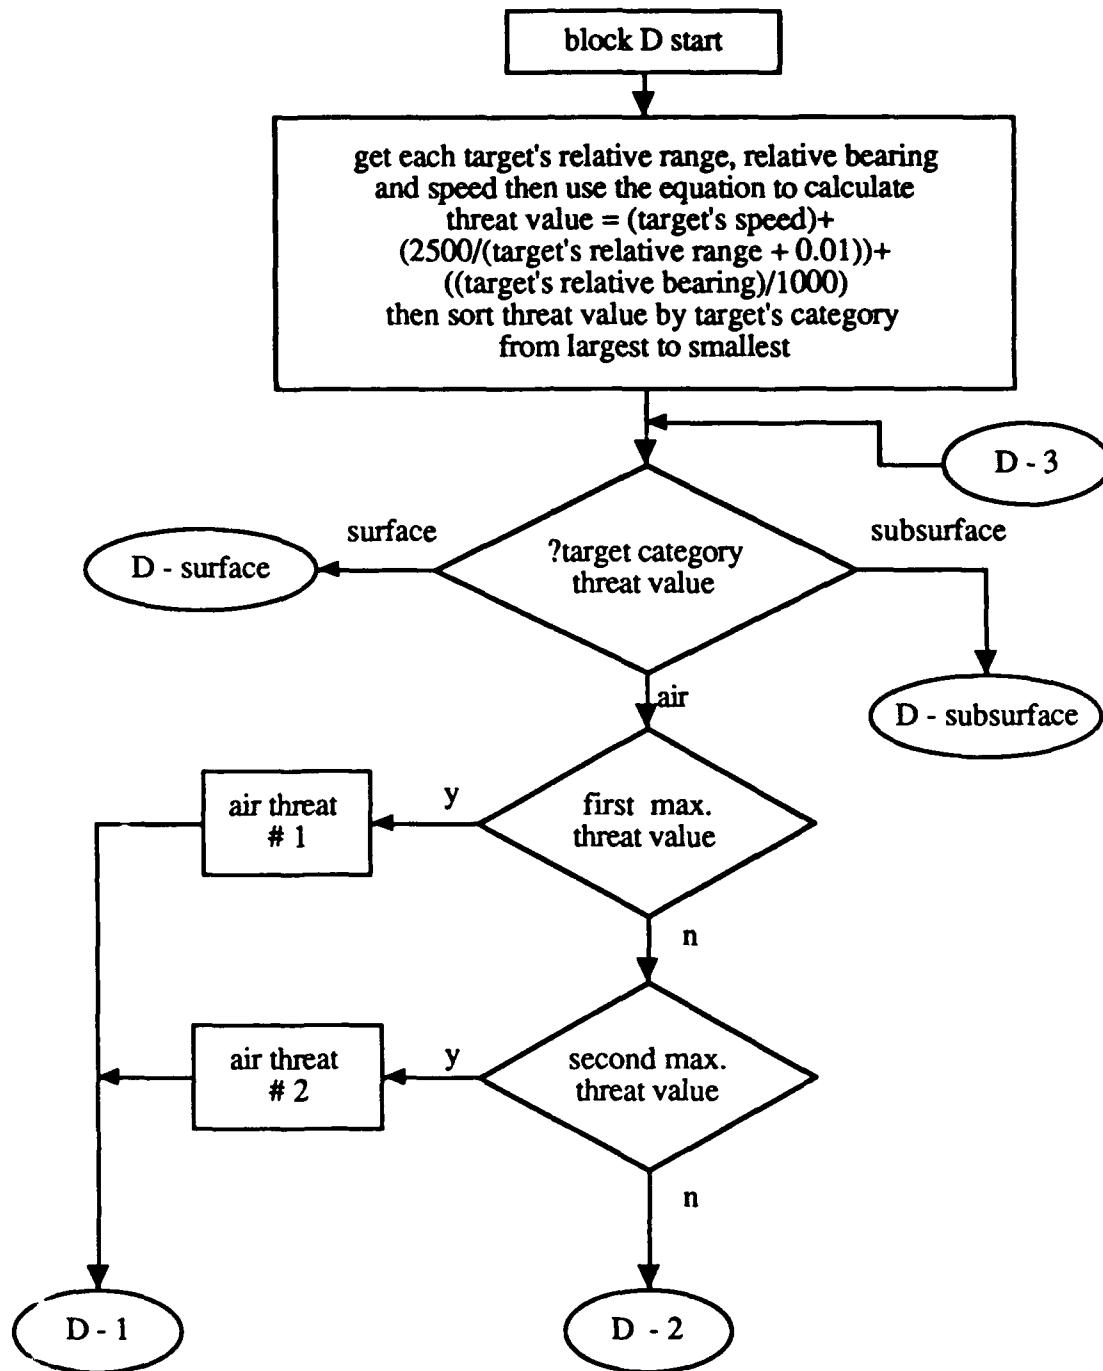 block D start
get each target's relative range, relative bearing
and speed then use the equation to calculate
threat value = (target's speed)+
(2500/(target's relative range + 0.01))+
((target's relative bearing)/1000)
then sort threat value by target's category
from largest to smallest
D - 3
surface
subsurface
D - surface
?target category
threat value
D - subsurface
air
air threat
# 1
y
first max.
threat value
n
air threat
# 2
y
second max.
threat value
n
D - 1
D - 2